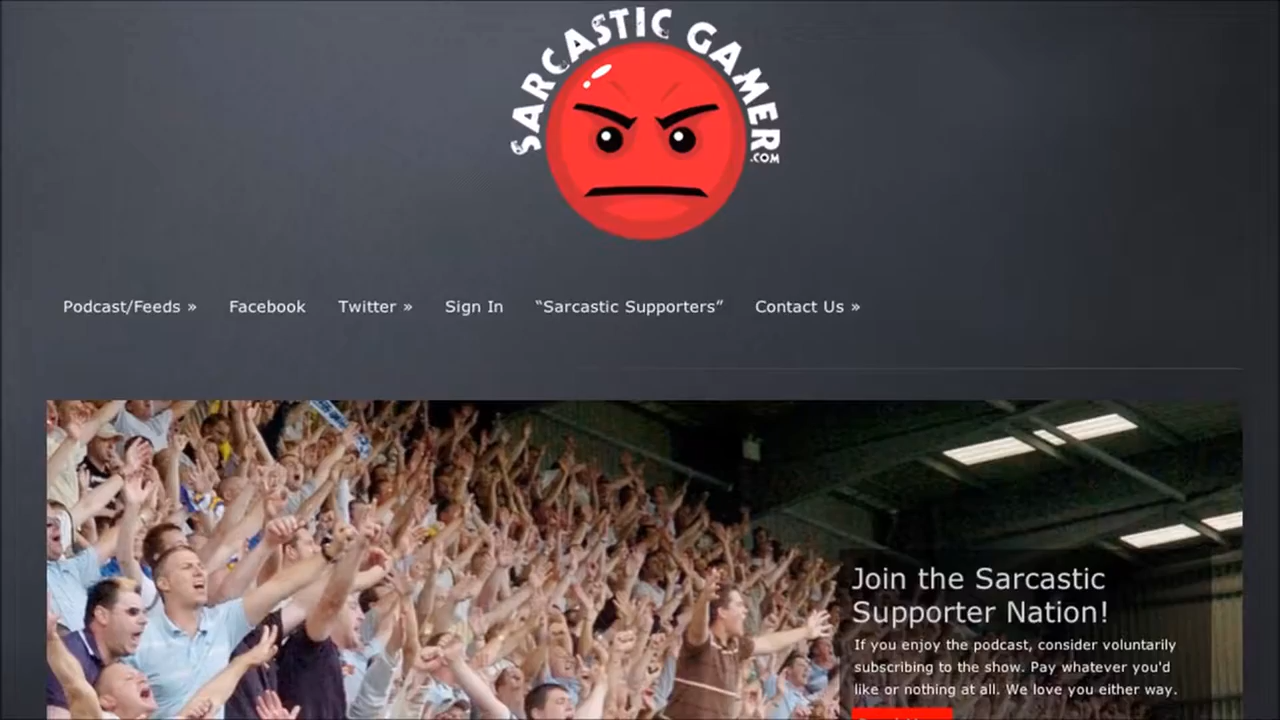 SARCASTIC GAMER
.COM
Podcast/Feeds » Facebook Twitter » Sign In “Sarcastic Supporters” Contact Us »
Join the Sarcastic
Supporter Nation!
If you enjoy the podcast, consider voluntarily
subscribing to the show. Pay whatever you'd
like or nothing at all. We love you either way.